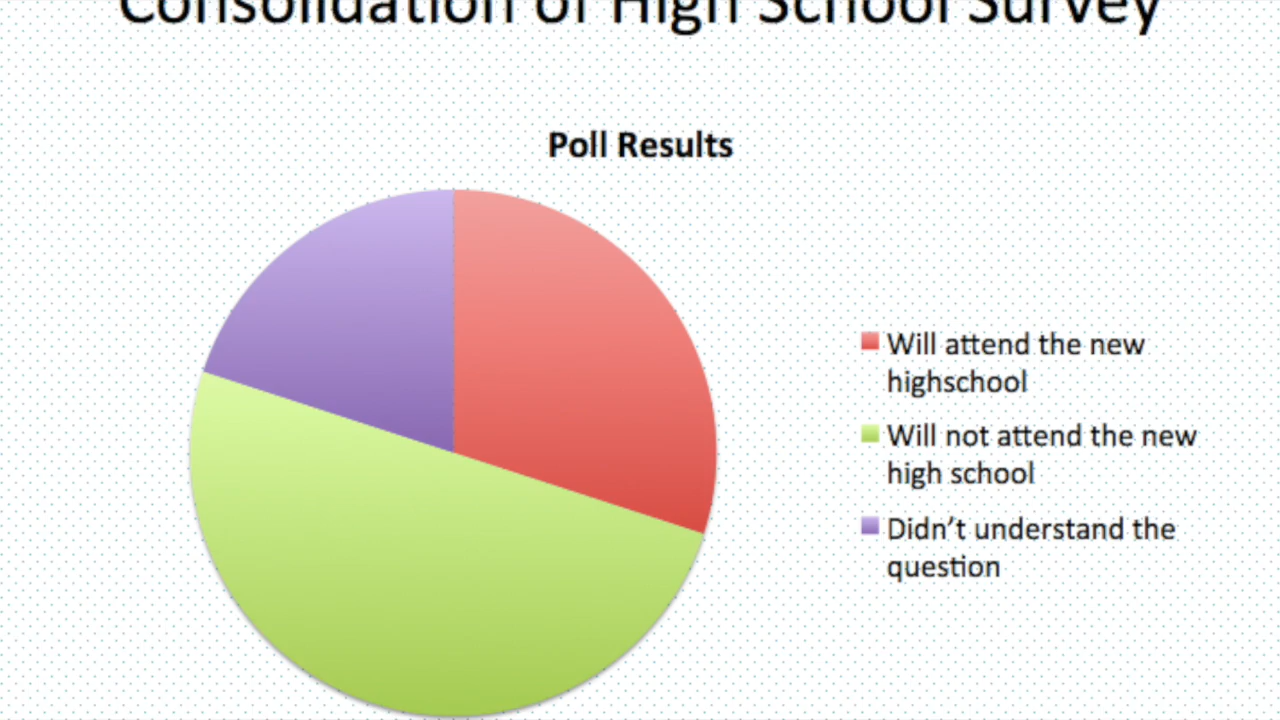 Consolidation of High School Survey
Poll Results
Will attend the new
highschool
Will not attend the new
high school
Didn’t understand the
question